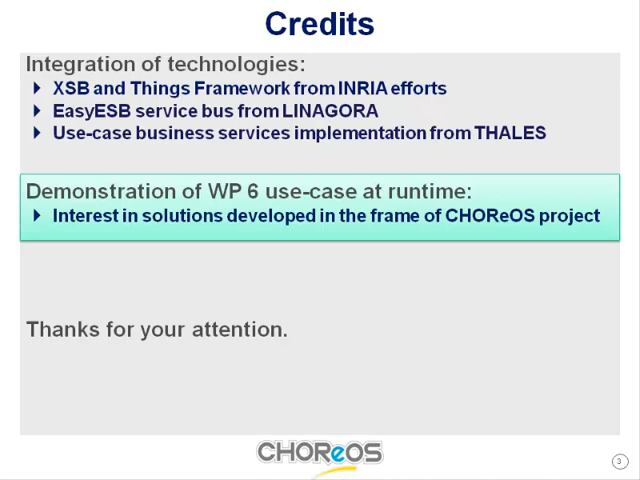 Credits
Integration of technologies:
XSB and Things Framework from INRIA efforts
EasyESB service bus from LINAGORA
Use-case business services implementation from THALES
Demonstration of WP 6 use-case at runtime:
Interest in solutions developed in the frame of CHOReOS project
Thanks for your attention.
CHOReOS
3